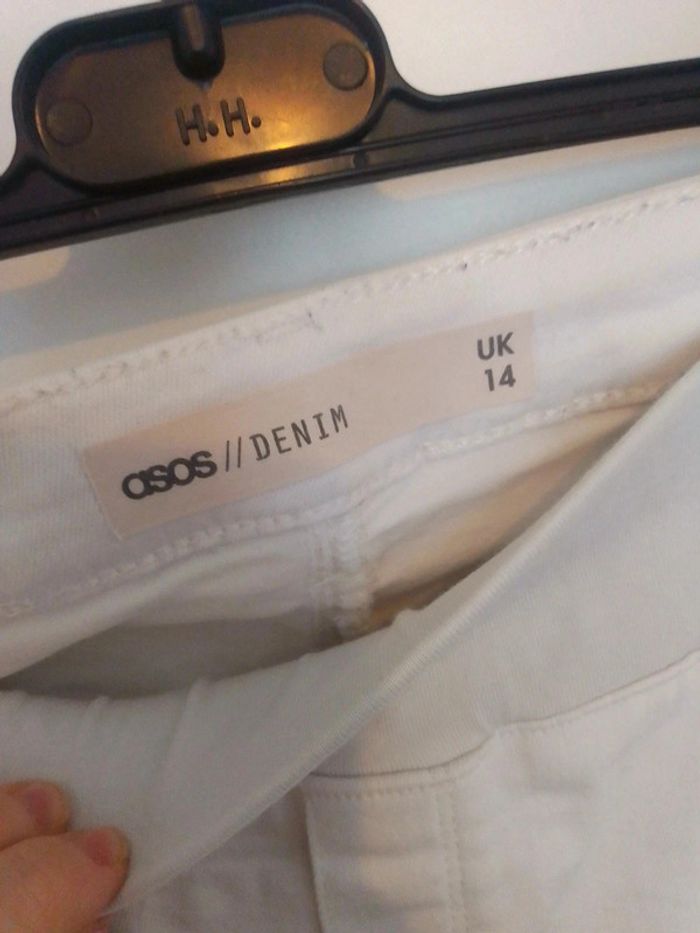 H.H.
asos // DENIM
UK
14